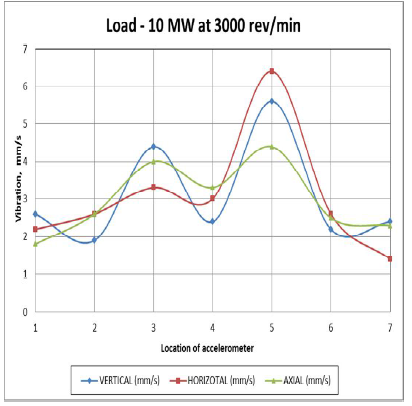 Load - 10 MW at 3000 rev/min
7
6
5
4
3
2
1
0
Viibration, mm/s
1 2 3 4 5 6 7
Location of accelerometer
VERTICAL (mm/s) HORIZOTAL (mm/s) AXIAL (mm/s)